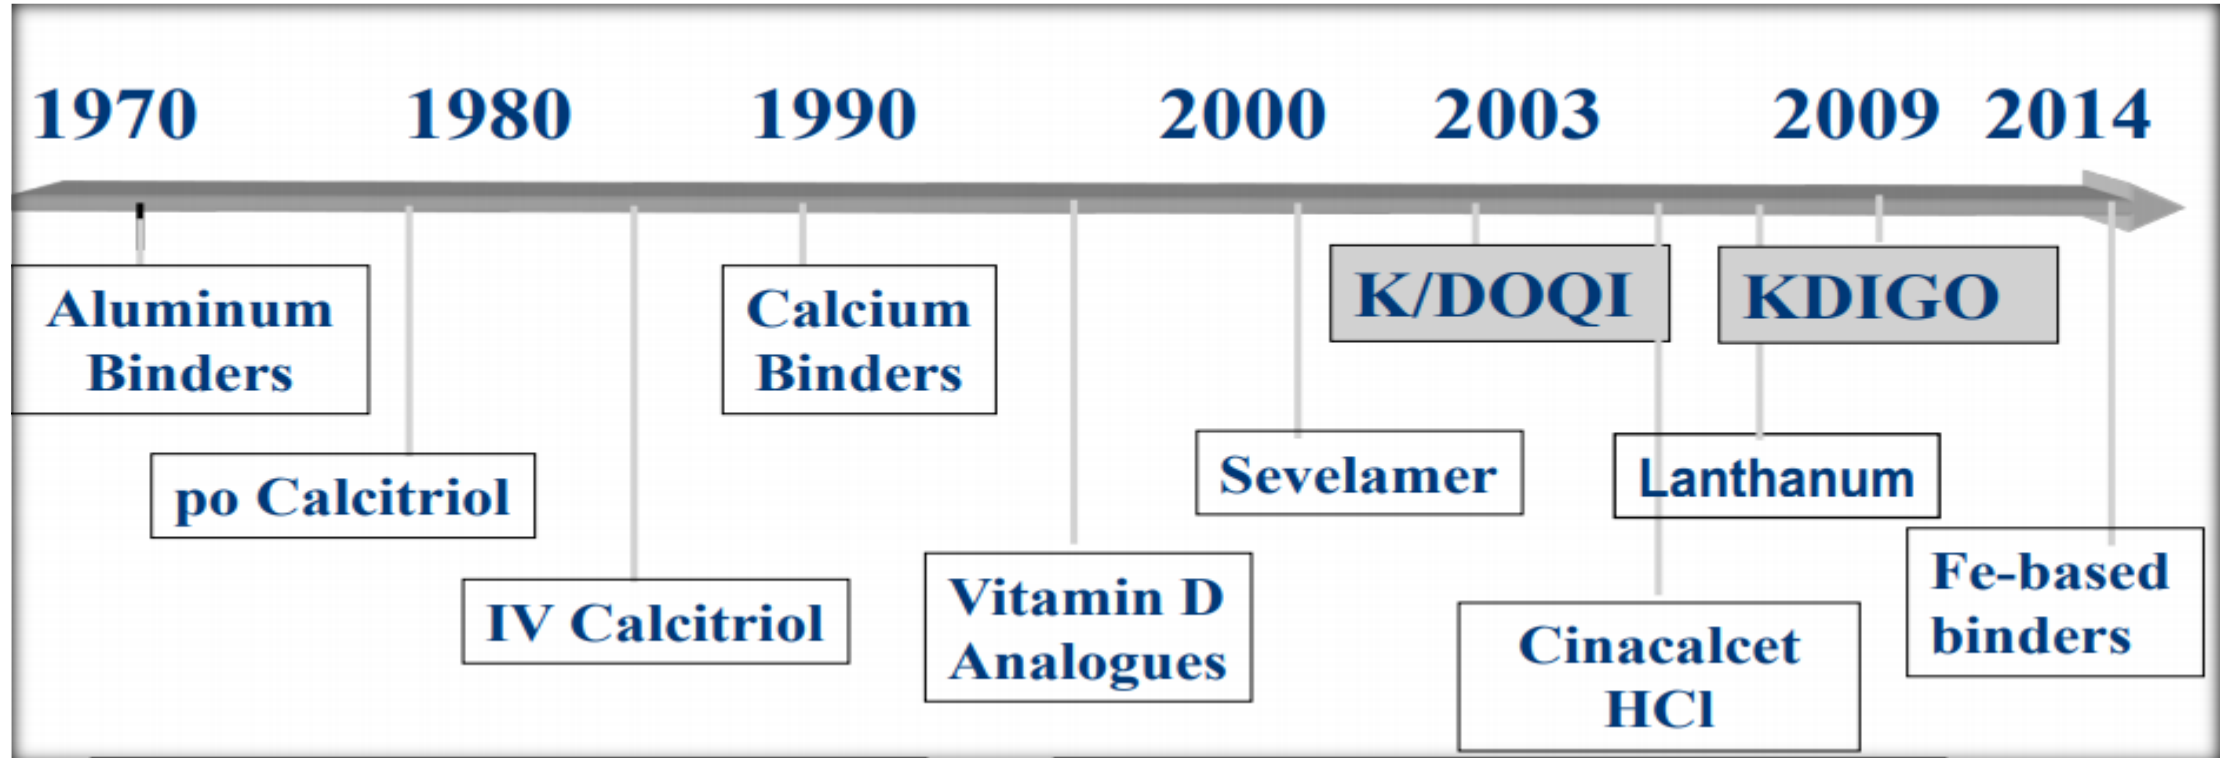 1970 1980 1990 2000 2003 2009 2014
Aluminum
Binders
po Calcitriol
IV Calcitriol
Calcium
Binders
Vitamin D
Analogues
Sevelamer
K/DOQI
Cinacalcet
HCl
Lanthanum
KDIGO
Fe-based
binders